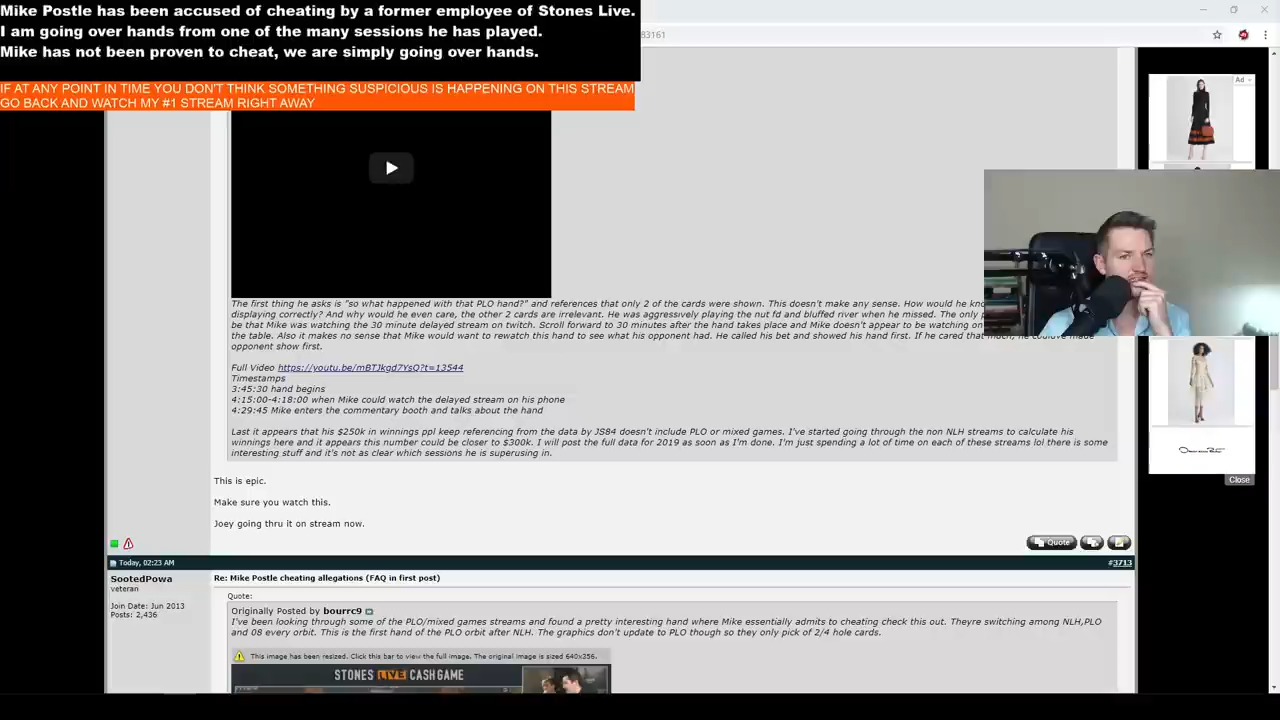 Mike Postle has been accused of cheating by a former employee of Stones Live.
I am going over hands from one of the many sessions he has played.
Mike has not been proven to cheat, we are simply going over hands.
83161
IF AT ANY POINT IN TIME YOU DON'T THINK SOMETHING SUSPICIOUS IS HAPPENING ON THIS STREAM
GO BACK AND WATCH MY #1 STREAM RIGHT AWAY
Ad
The first thing he asks is "so what happened with that PLO hand?" and references that only 2 of the cards were shown. This doesn't make any sense. How would he kno
displaying correctly? And why would he even care, the other 2 cards are irrelevant. He was aggressively playing the nut fd and bluffed river when he missed. The only p
be that Mike was watching the 30 minute delayed stream on twitch. Scroll forward to 30 minutes after the hand takes place and Mike doesn't appear to be watching on
the table. Also it makes no sense that Mike would want to rewatch this hand to see what his opponent had. He called his bet and showed his hand first. If he cared that much, he couldve made
opponent show first.
Full Video https://youtu.be/mBTJkgd7YsQ?t=13544
Timestamps
3:45:30 hand begins
4:15:00-4:18:00 when Mike could watch the delayed stream on his phone
4:29:45 Mike enters the commentary booth and talks about the hand
Last it appears that his $250k in winnings ppl keep referencing from the data by JS84 doesn't include PLO or mixed games. I've started going through the non NLH streams to calculate his
winnings here and it appears this number could be closer to $300k. I will post the full data for 2019 as soon as I'm done. I'm just spending a lot of time on each of these streams lol there is some
interesting stuff and it's not as clear which sessions he is superusing in.
Close
This is epic.
Make sure you watch this.
Joey going thru it on stream now.
Quote
Today, 02:23 AM
#3713
SootedPowa
veteran
Join Date: Jun 2013
Posts: 2,436
Re: Mike Postle cheating allegations (FAQ in first post)
Quote:
Originally Posted by bourrc9
I've been looking through some of the PLO/mixed games streams and found a pretty interesting hand where Mike essentially admits to cheating check this out. Theyre switching among NLH,PLO
and 08 every orbit. This is the first hand of the PLO orbit after NLH. The graphics don't update to PLO though so they only pick of 2/4 hole cards.
This image has been resized. Click this bar to view the full image. The original image is sized 640x356.
STONES LIVE CASH GAME